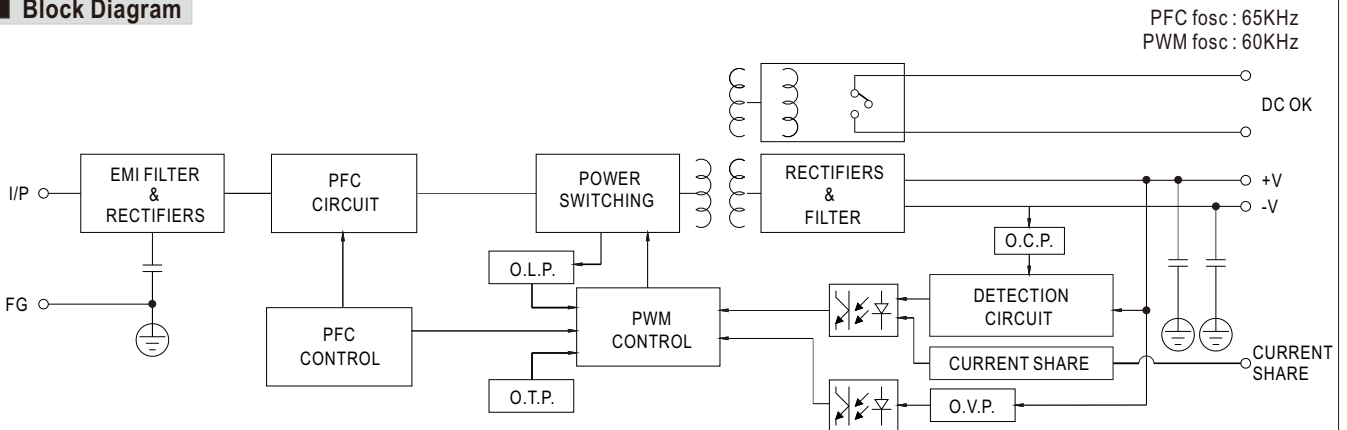 Block Diagram
PFC fosc : 65KHz
PWM fosc : 60KHz
DC OK
I/P
EMI FILTER
&
RECTIFIERS
PFC
CIRCUIT
POWER
SWITCHING
RECTIFIERS
&
FILTER
+V
-V
O.C.P.
O.L.P.
FG
PFC
CONTROL
PWM
CONTROL
DETECTION
CIRCUIT
CURRENT SHARE
CURRENT
SHARE
O.T.P.
O.V.P.